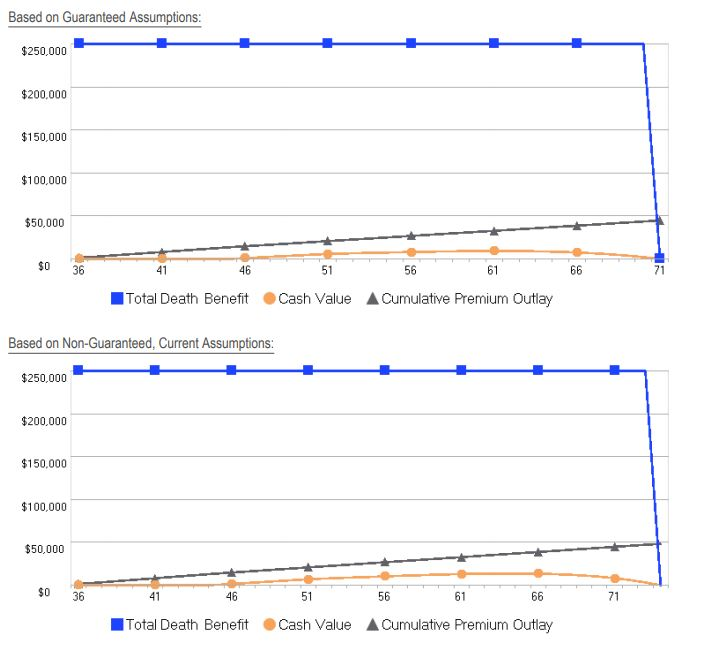 Based on Guaranteed Assumptions:
$250,000
$200,000
$150,000
$100,000
$50,000
$0
36 41 46 51 56 61 66 71
Total Death Benefit Cash Value Cumulative Premium Outlay
Based on Non-Guaranteed, Current Assumptions:
$250,000
$200,000
$150,000
$100,000
$50,000
$0
36 41 46 51 56 61 66 71
Total Death Benefit Cash Value Cumulative Premium Outlay